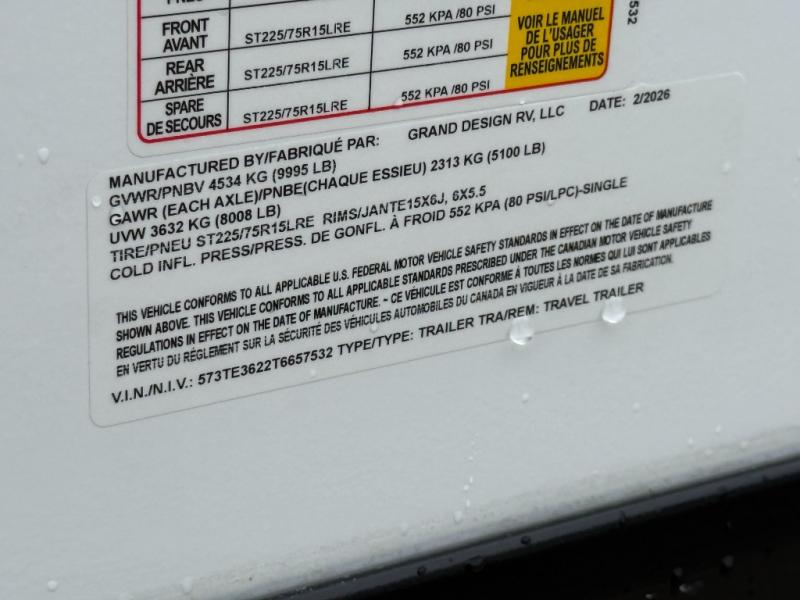 FRONT AVANT ST225/75R15LRE 552 KPA /80 PSI
REAR ARRIÈRE ST225/75R15LRE 552 KPA /80 PSI
SPARE DE SECOURS ST225/75R15LRE 552 KPA /80 PSI
VOIR LE MANUEL
DE L'USAGER
POUR PLUS DE
RENSEIGNEMENTS
532
MANUFACTURED BY/FABRIQUÉ PAR: GRAND DESIGN RV, LLC DATE: 2/2026
GVWR/PNBV 4534 KG (9995 LB)
GAWR (EACH AXLE)/PNBE(CHAQUE ESSIEU) 2313 KG (5100 LB)
UVW 3632 KG (8008 LB)
TIRE/PNEU ST225/75R15LRE RIMS/JANTE15X6J, 6X5.5
COLD INFL. PRESS/PRESS. DE GONFL. À FROID 552 KPA (80 PSI/LPC)-SINGLE
THIS VEHICLE CONFORMS TO ALL APPLICABLE U.S. FEDERAL MOTOR VEHICLE SAFETY STANDARDS IN EFFECT ON THE DATE OF MANUFACTURE
SHOWN ABOVE. THIS VEHICLE CONFORMS TO ALL APPLICABLE STANDARDS PRESCRIBED UNDER THE CANADIAN MOTOR VEHICLE SAFETY
REGULATIONS IN EFFECT ON THE DATE OF MANUFACTURE. ~ CE VÉHICULE EST CONFORME À TOUTES LES NORMES QUI LUI SONT APPLICABLES
EN VERTU DU RÉGLEMENT SUR LA SÉCURITÉ DES VÉHICULES AUTOMOBILES DU CANADA EN VIGUEUR À LA DATE DE SA FABRICATION.
V.I.N./N.I.V.: 573TE3622T6657532 TYPE/TYPE: TRAILER TRA/REM: TRAVEL TRAILER